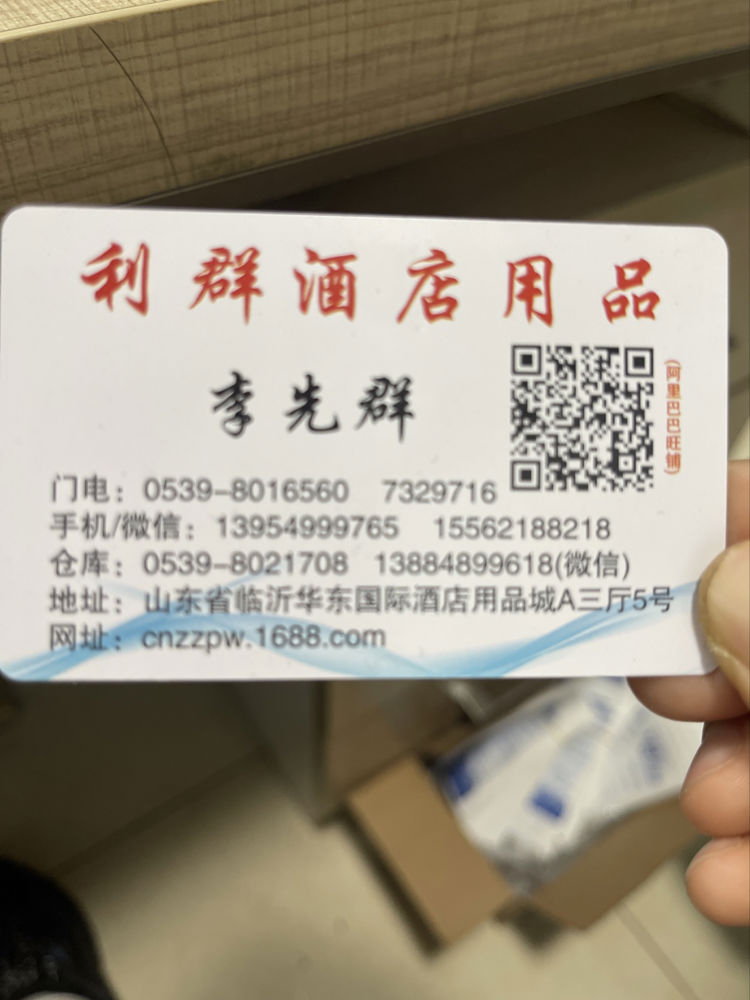 利群酒店用品
李先群
(阿里巴巴旺铺)
门电：0539-8016560 7329716
手机/微信：13954999765 15562188218
仓库：0539-8021708 13884899618(微信)
地址：山东省临沂华东国际酒店用品城A三厅5号
网址：cnzzpw.1688.com